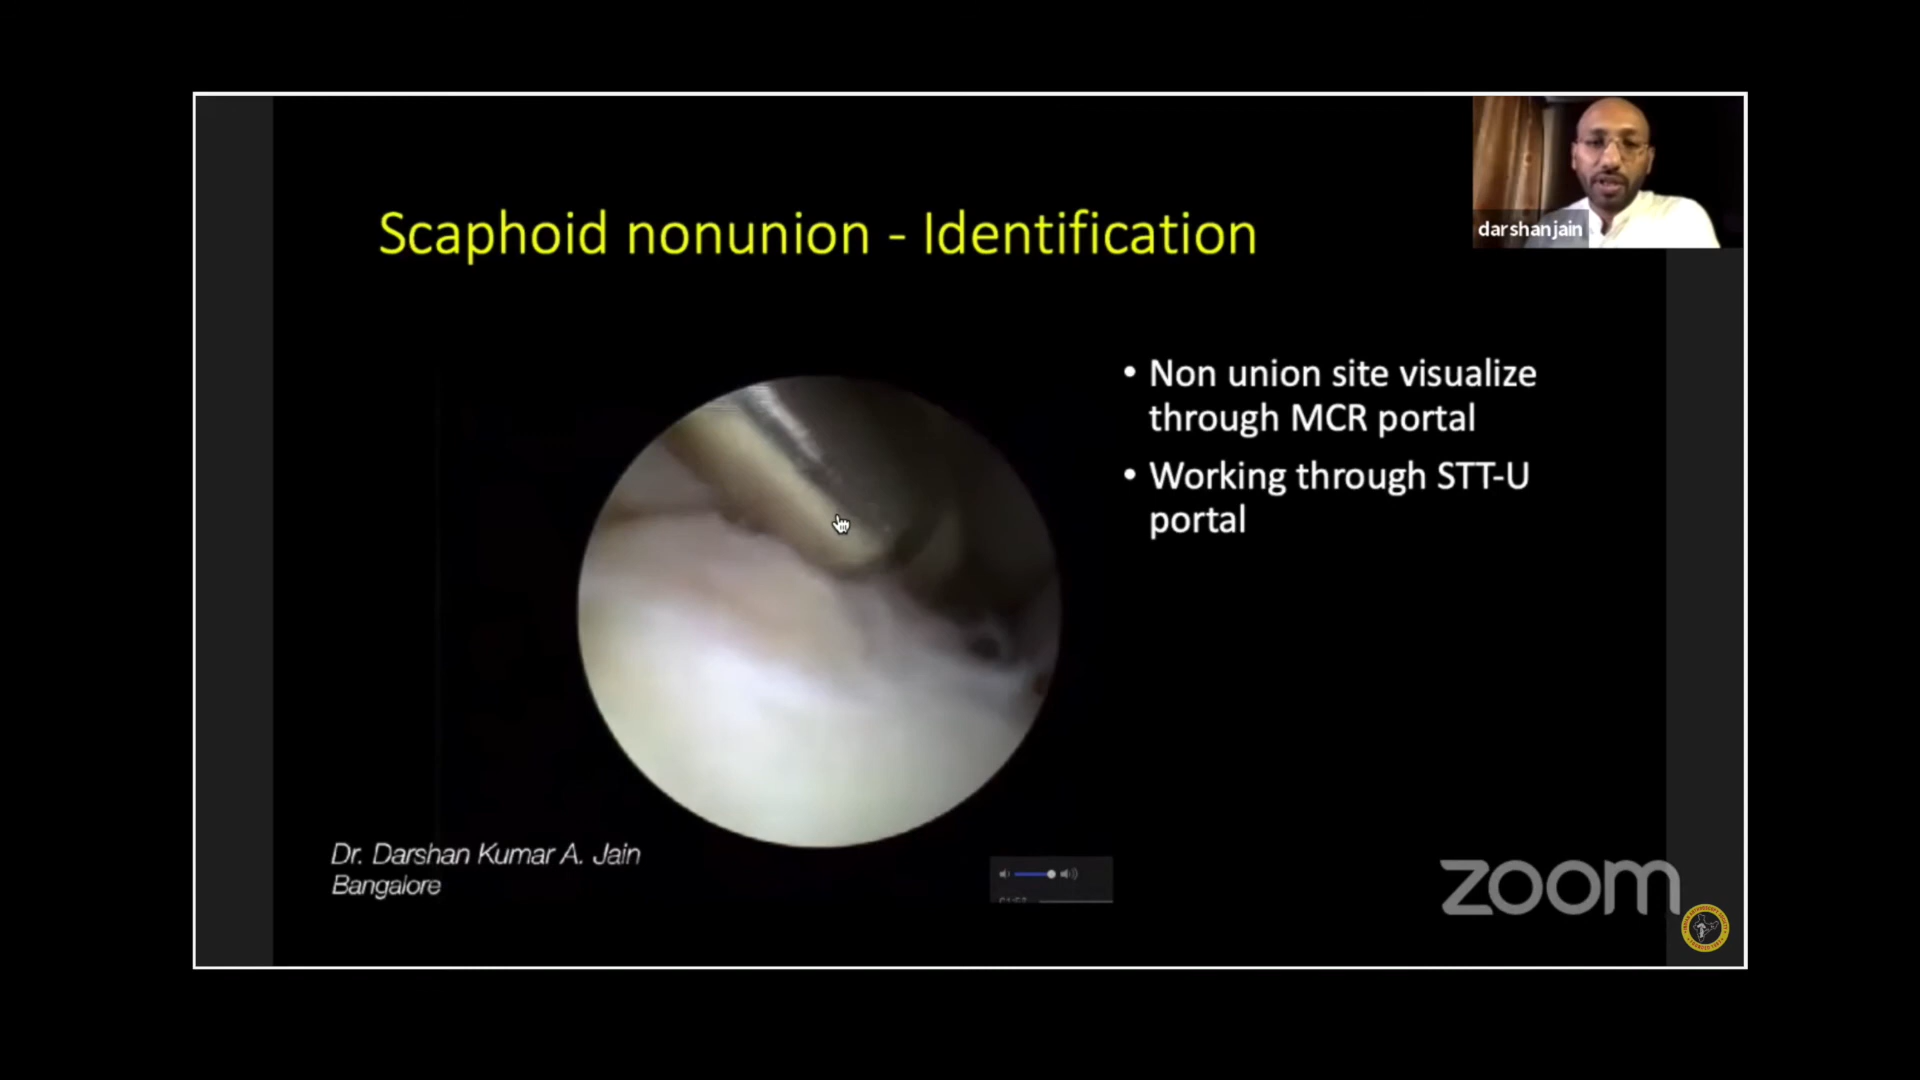 darshanjain
Scaphoid nonunion - Identification
• Non union site visualize
through MCR portal
• Working through STT-U
portal
Dr. Darshan Kumar A. Jain
Bangalore
zoom